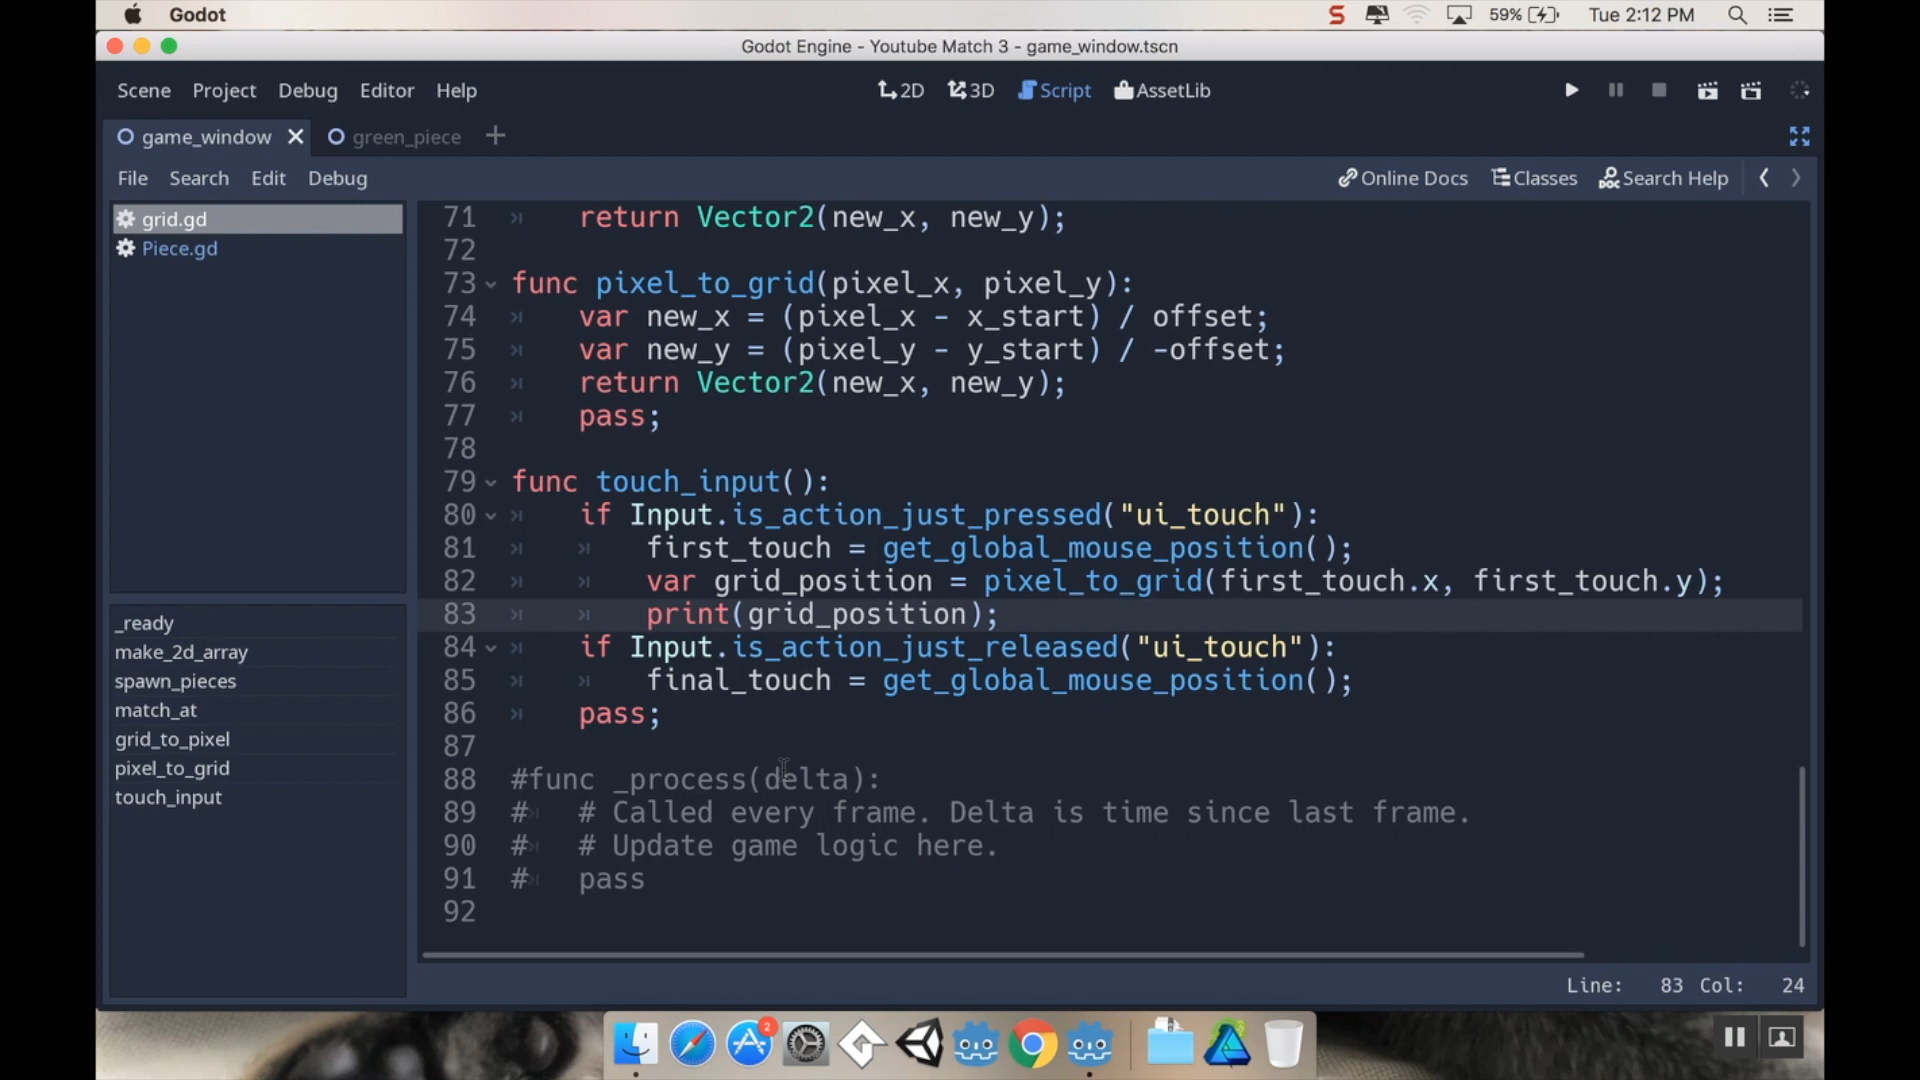 Godot
59%
Tue 2:12 PM
Godot Engine - Youtube Match 3 - game_window.tscn
Scene Project Debug Editor Help
2D 3D Script AssetLib
game_window green_piece
File Search Edit Debug
Online Docs Classes Search Help
grid.gd
Piece.gd
_ready
make_2d_array
spawn_pieces
match_at
grid_to_pixel
pixel_to_grid
touch_input
71 return Vector2(new_x, new_y);
72
73 func pixel_to_grid(pixel_x, pixel_y):
74 var new_x = (pixel_x - x_start) / offset;
75 var new_y = (pixel_y - y_start) / -offset;
76 return Vector2(new_x, new_y);
77 pass;
78
79 func touch_input():
80 if Input.is_action_just_pressed("ui_touch"):
81 first_touch = get_global_mouse_position();
82 var grid_position = pixel_to_grid(first_touch.x, first_touch.y);
83 print(grid_position);
84 if Input.is_action_just_released("ui_touch"):
85 final_touch = get_global_mouse_position();
86 pass;
87
88 #func _process(delta):
89 # # Called every frame. Delta is time since last frame.
90 # # Update game logic here.
91 # pass
92
Line: 83 Col: 24
2